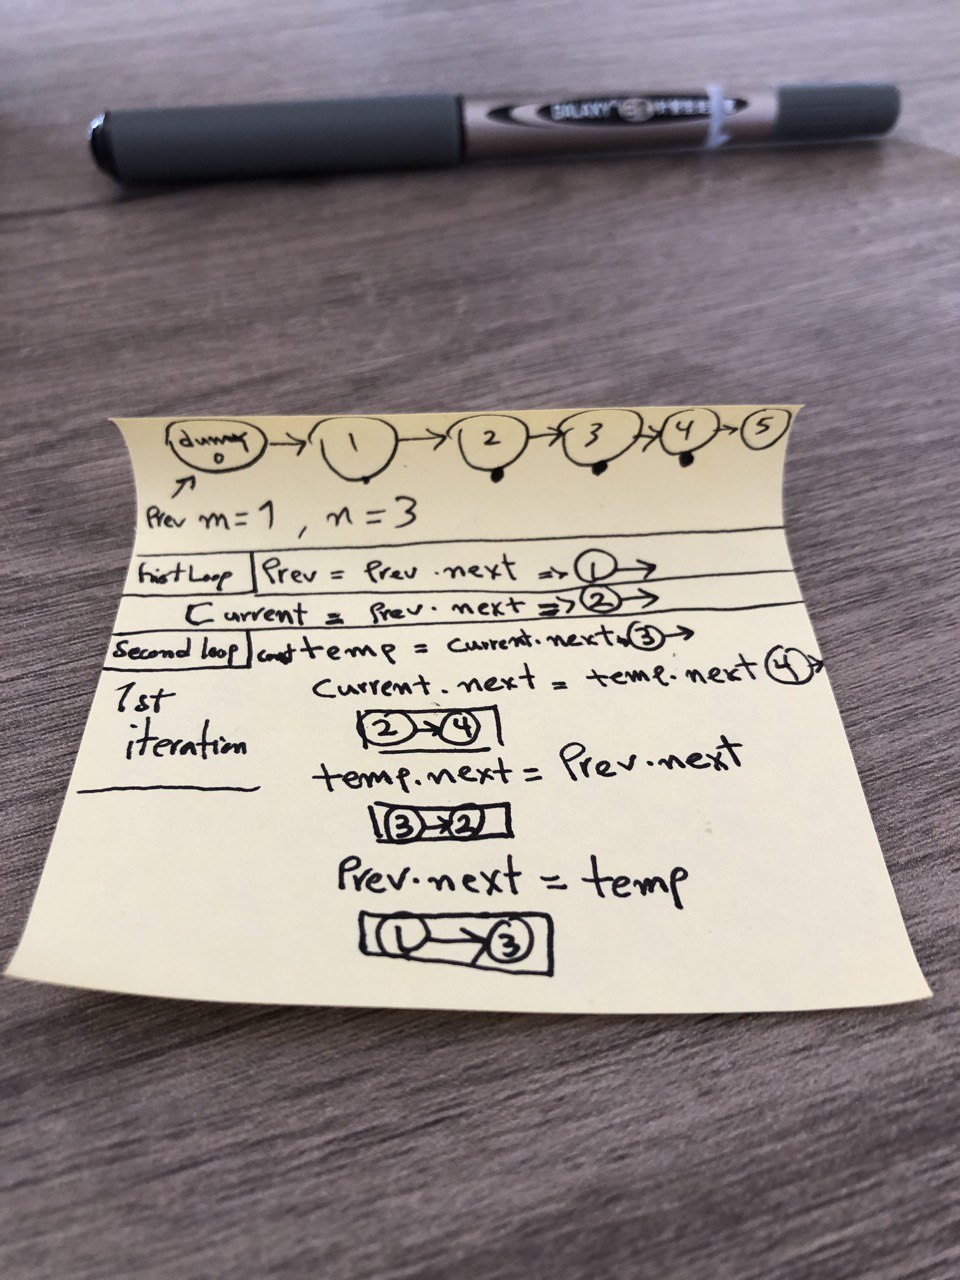 GALAXY
dummy 0 → 1 → 2 → 3 → 4 → 5
Prev m=1 , n=3
first Loop Prev = Prev.next => 1 →
Current = Prev.next => 2 →
Second loop const temp = Current.next 3 →
1st Current.next = temp.next 4 →
iteration 2 → 4
temp.next = Prev.next
3 → 2
Prev.next = temp
1 → 3